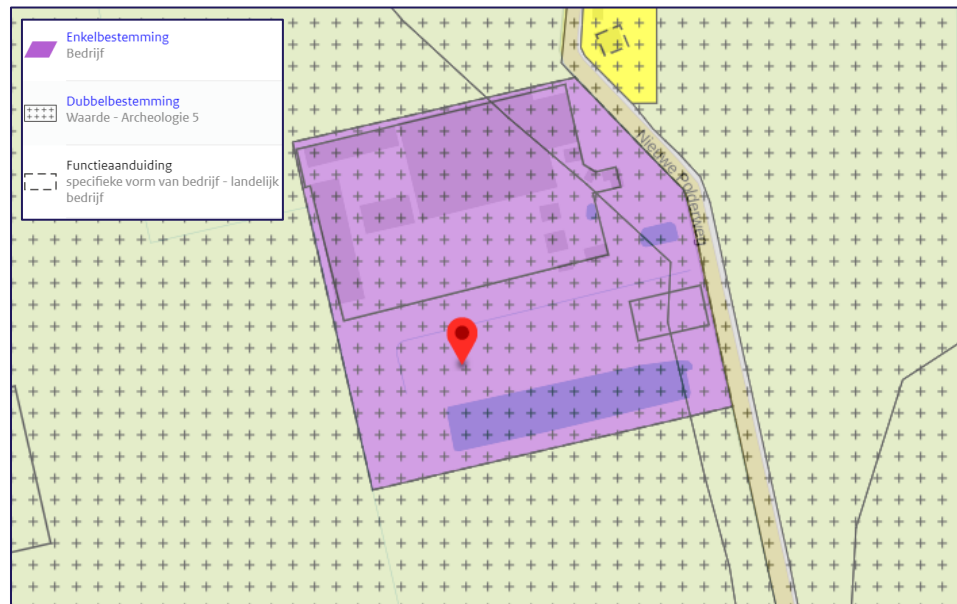 Enkelbestemming
Bedrijf
Dubbelbestemming
Waarde - Archeologie 5
Functieaanduiding
specifieke vorm van bedrijf - landelijk
bedrijf
Nieuwe Polderweg